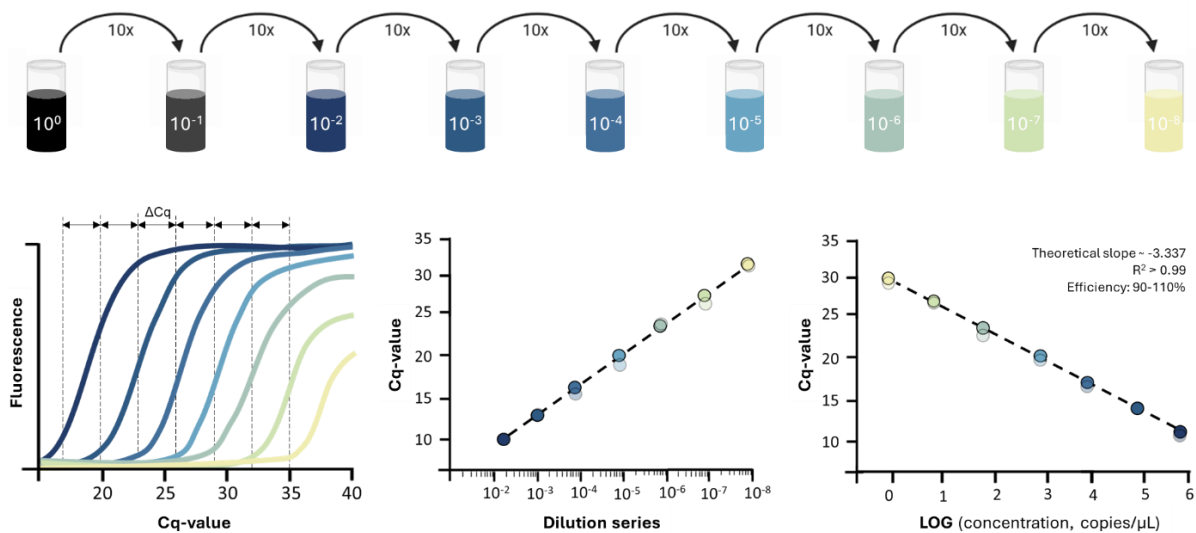 10x 10x 10x 10x 10x 10x 10x 10x
10⁰ 10⁻¹ 10⁻² 10⁻³ 10⁻⁴ 10⁻⁵ 10⁻⁶ 10⁻⁷ 10⁻⁸
ΔCq
Fluorescence
20 25 30 35 40
Cq-value
35
30
25
20
15
10
Cq-value
10⁻² 10⁻³ 10⁻⁴ 10⁻⁵ 10⁻⁶ 10⁻⁷ 10⁻⁸
Dilution series
35
30
25
20
15
10
Cq-value
Theoretical slope ~ -3.337
R² > 0.99
Efficiency: 90-110%
0 1 2 3 4 5 6
LOG (concentration, copies/µL)